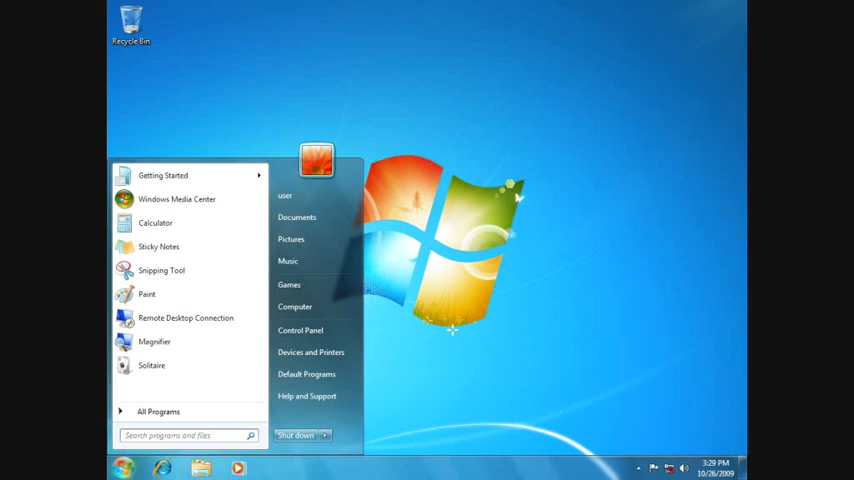 Recycle Bin
Getting Started
Windows Media Center
Calculator
Sticky Notes
Snipping Tool
Paint
Remote Desktop Connection
Magnifier
Solitaire
All Programs
Search programs and files
user
Documents
Pictures
Music
Games
Computer
Control Panel
Devices and Printers
Default Programs
Help and Support
Shut down
3:29 PM
10/26/2009